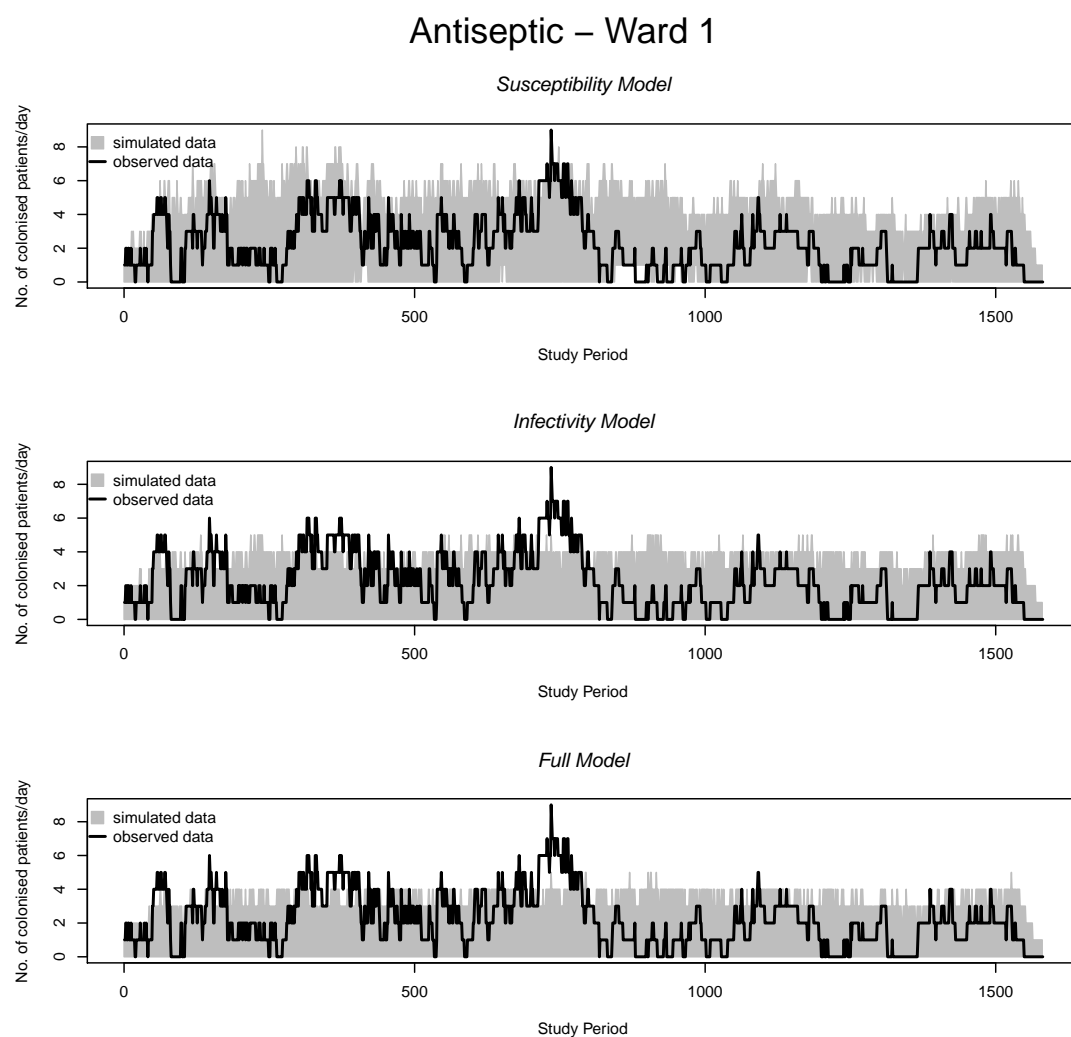 Antiseptic – Ward 1
Susceptibility Model
No. of colonised patients/day
8
6
4
2
0
simulated data
observed data
0 500 1000 1500
Study Period
Infectivity Model
No. of colonised patients/day
8
6
4
2
0
simulated data
observed data
0 500 1000 1500
Study Period
Full Model
No. of colonised patients/day
8
6
4
2
0
simulated data
observed data
0 500 1000 1500
Study Period